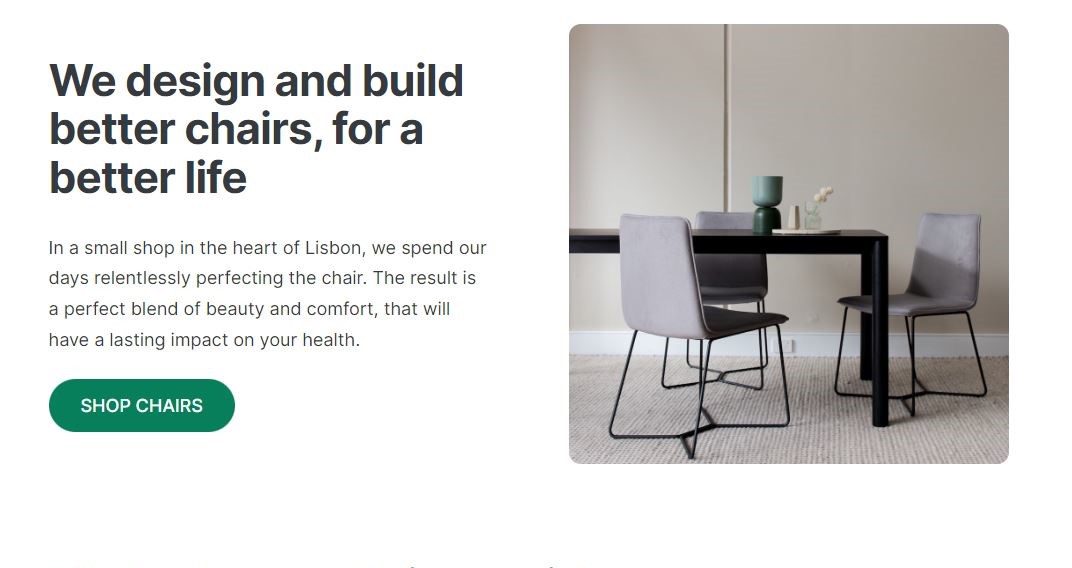 We design and build
better chairs, for a
better life
In a small shop in the heart of Lisbon, we spend our
days relentlessly perfecting the chair. The result is
a perfect blend of beauty and comfort, that will
have a lasting impact on your health.
SHOP CHAIRS